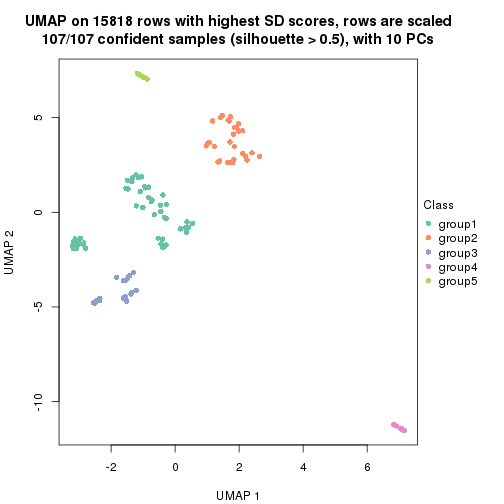 UMAP on 15818 rows with highest SD scores, rows are scaled
107/107 confident samples (silhouette > 0.5), with 10 PCs
5
0
-5
-10
UMAP 2
-2
0
2
4
6
UMAP 1
Class
group1
group2
group3
group4
group5